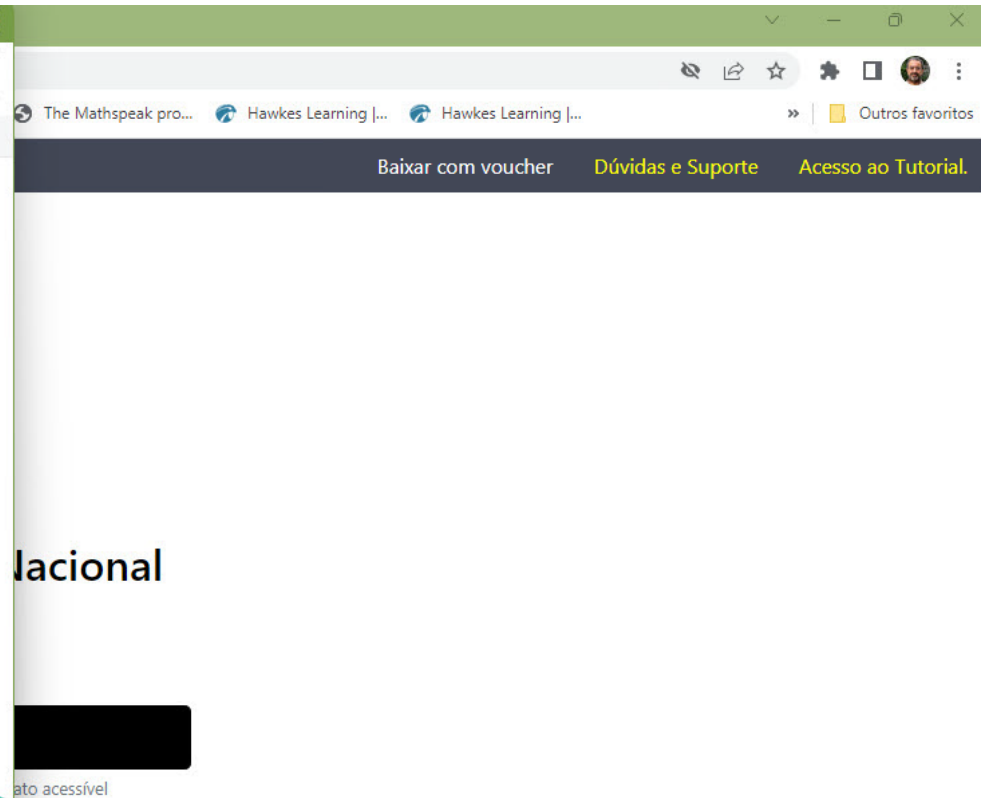 The Mathspeak pro... Hawkes Learning |... Hawkes Learning |... » Outros favoritos
Baixar com voucher Dúvidas e Suporte Acesso ao Tutorial.
Nacional
ato acessível